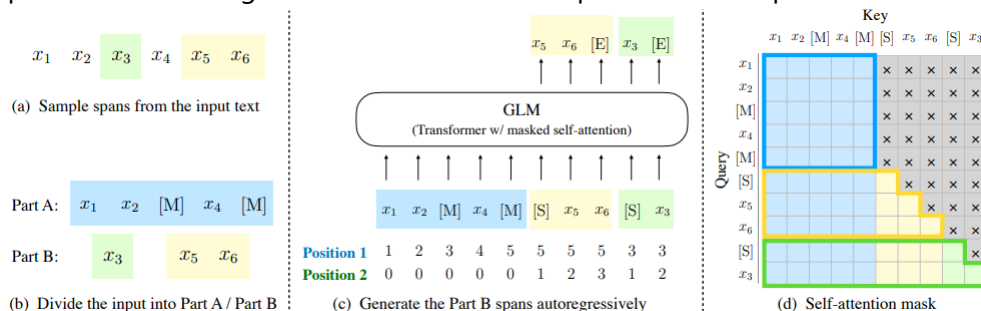 x1 x2 x3 x4 x5 x6
(a) Sample spans from the input text
Part A: x1 x2 [M] x4 [M]
Part B: x3 x5 x6
(b) Divide the input into Part A / Part B
x5 x6 [E] x3 [E]
GLM
(Transformer w/ masked self-attention)
x1 x2 [M] x4 [M] [S] x5 x6 [S] x3
Position 1 1 2 3 4 5 5 5 5 3 3
Position 2 0 0 0 0 0 1 2 3 1 2
(c) Generate the Part B spans autoregressively
Key
x1 x2 [M] x4 [M] [S] x5 x6 [S] x3
Query
x1 × × × × ×
x2 × × × × ×
[M] × × × × ×
x4 × × × × ×
[M] × × × × ×
[S] × × × ×
x5 × × ×
x6 × ×
[S] ×
x3
(d) Self-attention mask